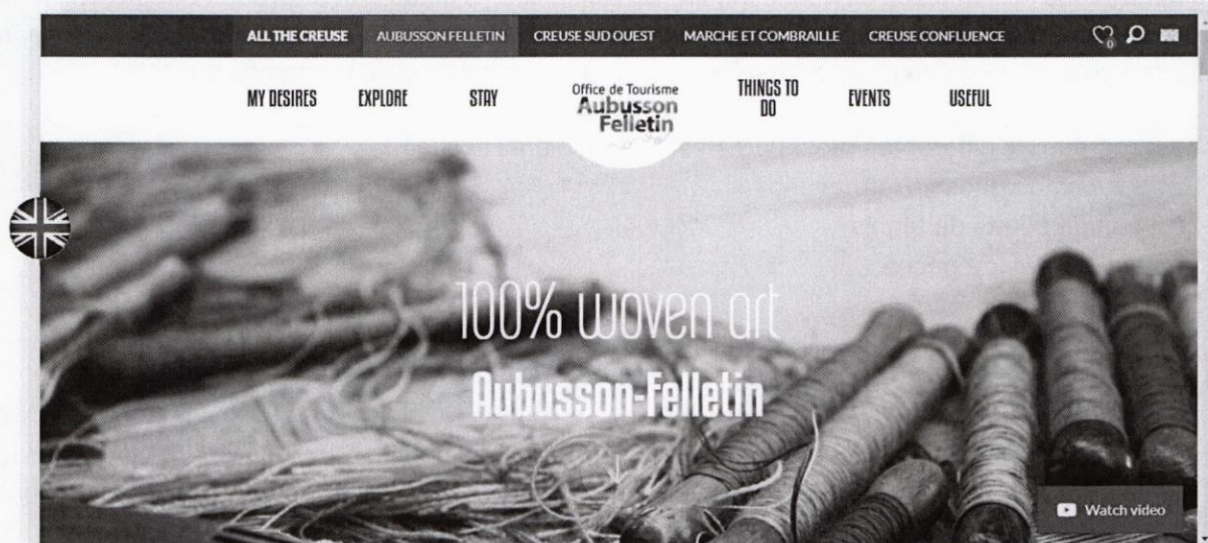 ALL THE CREUSE AUBUSSON FELLETIN CREUSE SUD OUEST MARCHE ET COMBRAILLE CREUSE CONFLUENCE
0
MY DESIRES EXPLORE STAY
Office de Tourisme
Aubusson
Felletin
THINGS TO
DO
EVENTS USEFUL
100% woven art
Aubusson-Felletin
Watch video